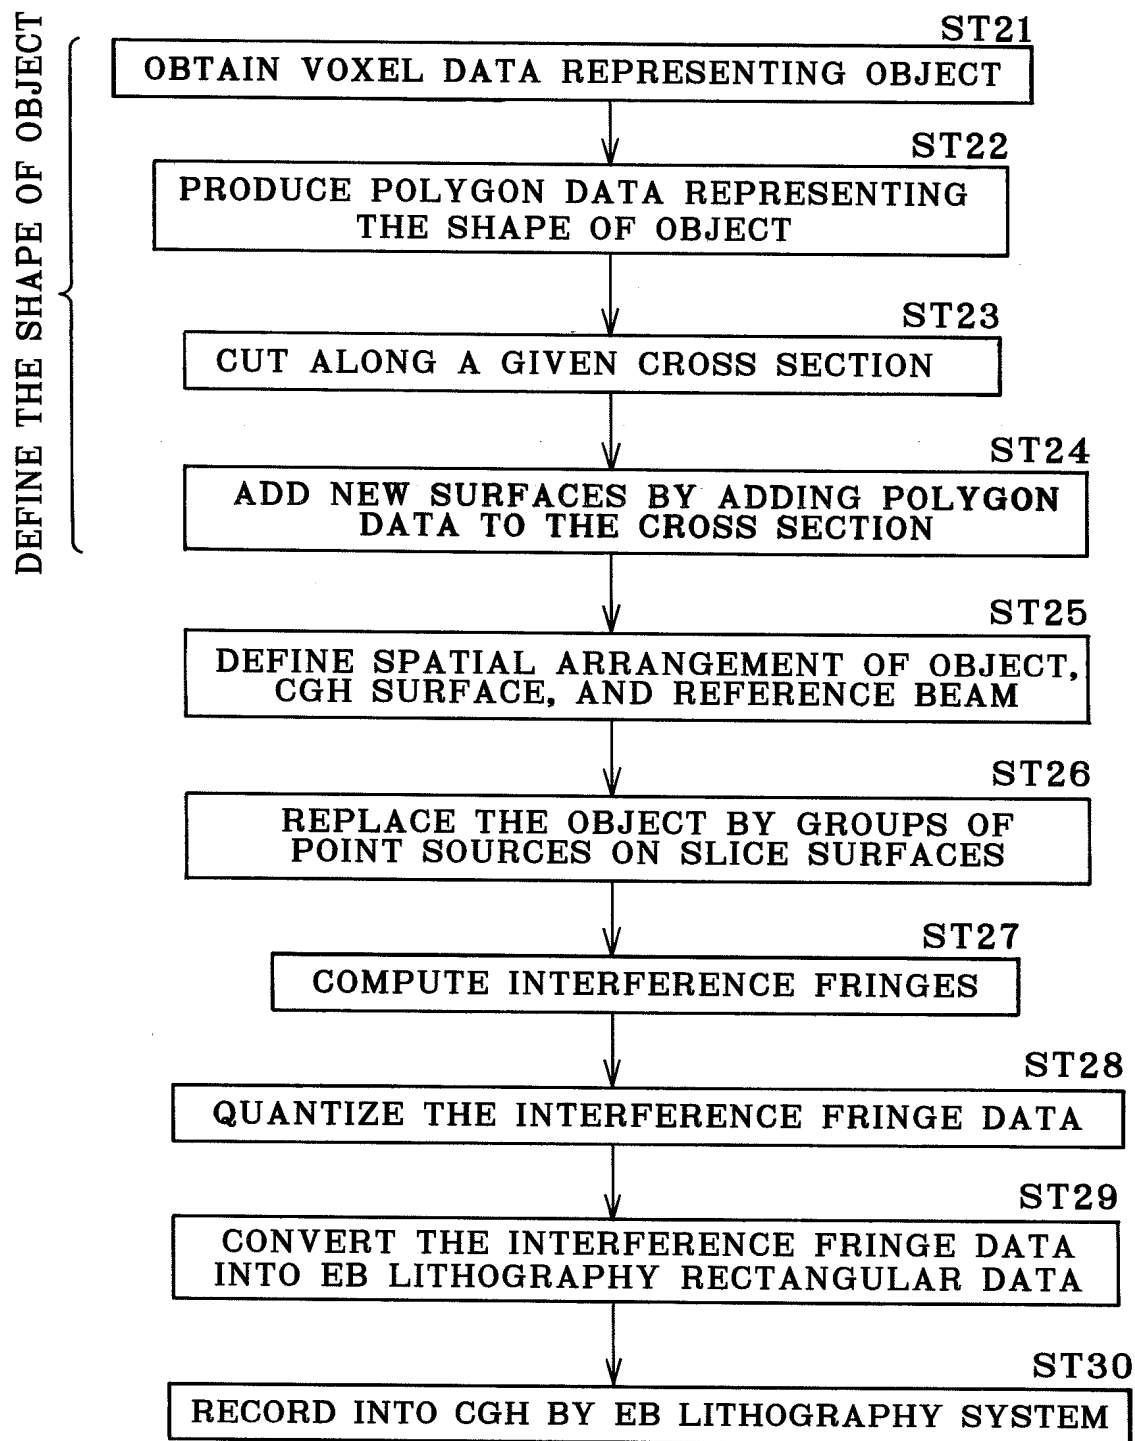 DEFINE THE SHAPE OF OBJECT
ST21
OBTAIN VOXEL DATA REPRESENTING OBJECT
ST22
PRODUCE POLYGON DATA REPRESENTING
THE SHAPE OF OBJECT
ST23
CUT ALONG A GIVEN CROSS SECTION
ST24
ADD NEW SURFACES BY ADDING POLYGON
DATA TO THE CROSS SECTION
ST25
DEFINE SPATIAL ARRANGEMENT OF OBJECT,
CGH SURFACE, AND REFERENCE BEAM
ST26
REPLACE THE OBJECT BY GROUPS OF
POINT SOURCES ON SLICE SURFACES
ST27
COMPUTE INTERFERENCE FRINGES
ST28
QUANTIZE THE INTERFERENCE FRINGE DATA
ST29
CONVERT THE INTERFERENCE FRINGE DATA
INTO EB LITHOGRAPHY RECTANGULAR DATA
ST30
RECORD INTO CGH BY EB LITHOGRAPHY SYSTEM